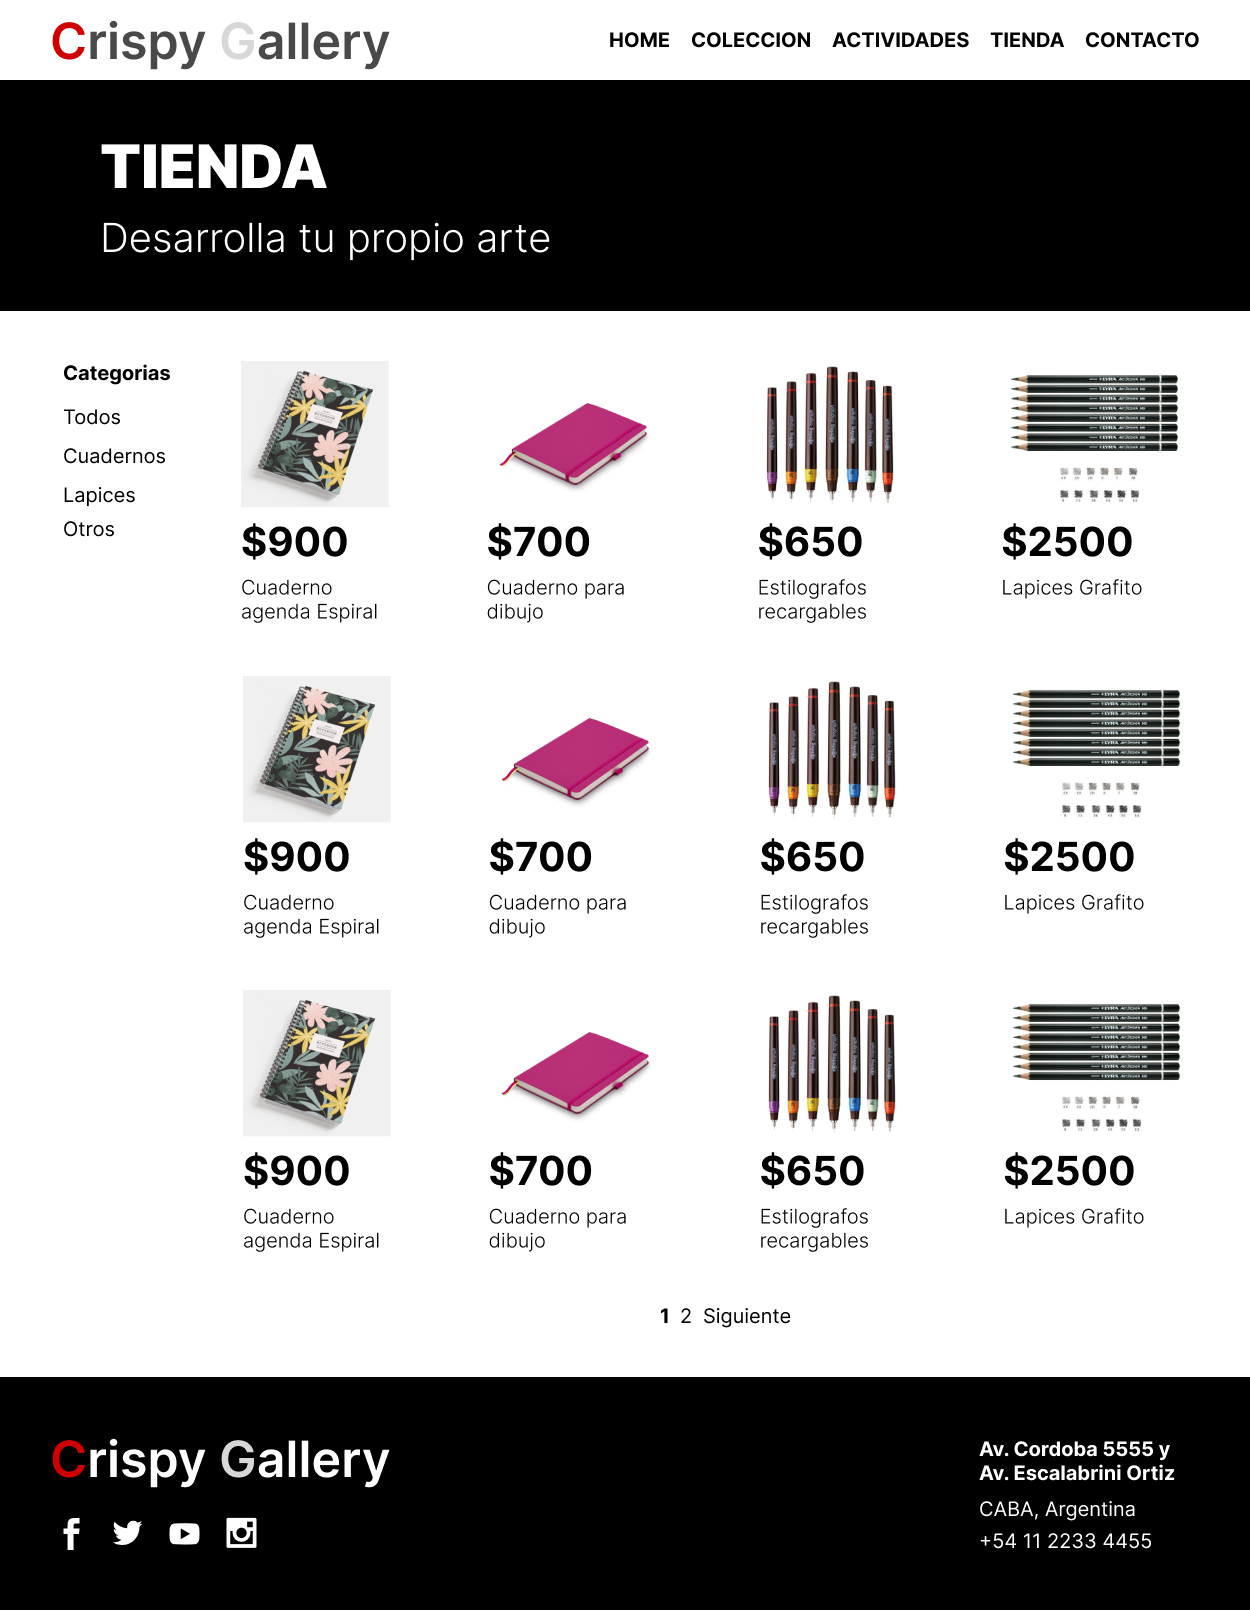 Crispy Gallery
HOME COLECCION ACTIVIDADES TIENDA CONTACTO
TIENDA
Desarrolla tu propio arte
Categorias
Todos
Cuadernos
Lapices
Otros
$900
Cuaderno
agenda Espiral
$700
Cuaderno para
dibujo
$650
Estilografos
recargables
$2500
Lapices Grafito
$900
Cuaderno
agenda Espiral
$700
Cuaderno para
dibujo
$650
Estilografos
recargables
$2500
Lapices Grafito
$900
Cuaderno
agenda Espiral
$700
Cuaderno para
dibujo
$650
Estilografos
recargables
$2500
Lapices Grafito
1 2 Siguiente
Crispy Gallery
Av. Cordoba 5555 y
Av. Escalabrini Ortiz
CABA, Argentina
+54 11 2233 4455